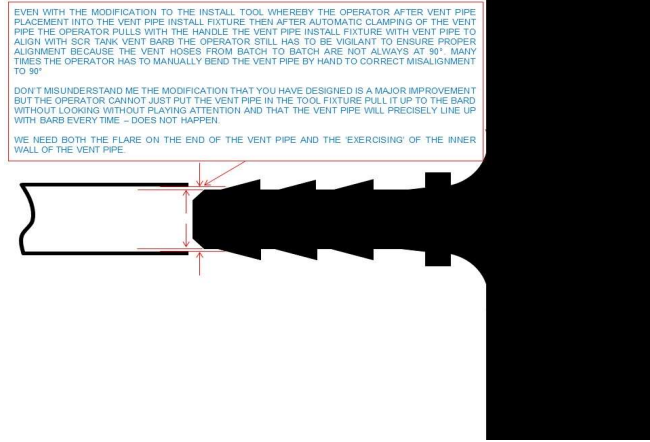 EVEN WITH THE MODIFICATION TO THE INSTALL TOOL WHEREBY THE OPERATOR AFTER VENT PIPE
PLACEMENT INTO THE VENT PIPE INSTALL FIXTURE THEN AFTER AUTOMATIC CLAMPING OF THE VENT
PIPE THE OPERATOR PULLS WITH THE HANDLE THE VENT PIPE INSTALL FIXTURE WITH VENT PIPE TO
ALIGN WITH SCR TANK VENT BARB THE OPERATOR STILL HAS TO BE VIGILANT TO ENSURE PROPER
ALIGNMENT BECAUSE THE VENT HOSES FROM BATCH TO BATCH ARE NOT ALWAYS AT 90°. MANY
TIMES THE OPERATOR HAS TO MANUALLY BEND THE VENT PIPE BY HAND TO CORRECT MISALIGNMENT
TO 90°
DON'T MISUNDERSTAND ME THE MODIFICATION THAT YOU HAVE DESIGNED IS A MAJOR IMPROVEMENT
BUT THE OPERATOR CANNOT JUST PUT THE VENT PIPE IN THE TOOL FIXTURE PULL IT UP TO THE BARD
WITHOUT LOOKING WITHOUT PLAYING ATTENTION AND THAT THE VENT PIPE WILL PRECISELY LINE UP
WITH BARB EVERY TIME – DOES NOT HAPPEN.
WE NEED BOTH THE FLARE ON THE END OF THE VENT PIPE AND THE 'EXERCISING' OF THE INNER
WALL OF THE VENT PIPE.